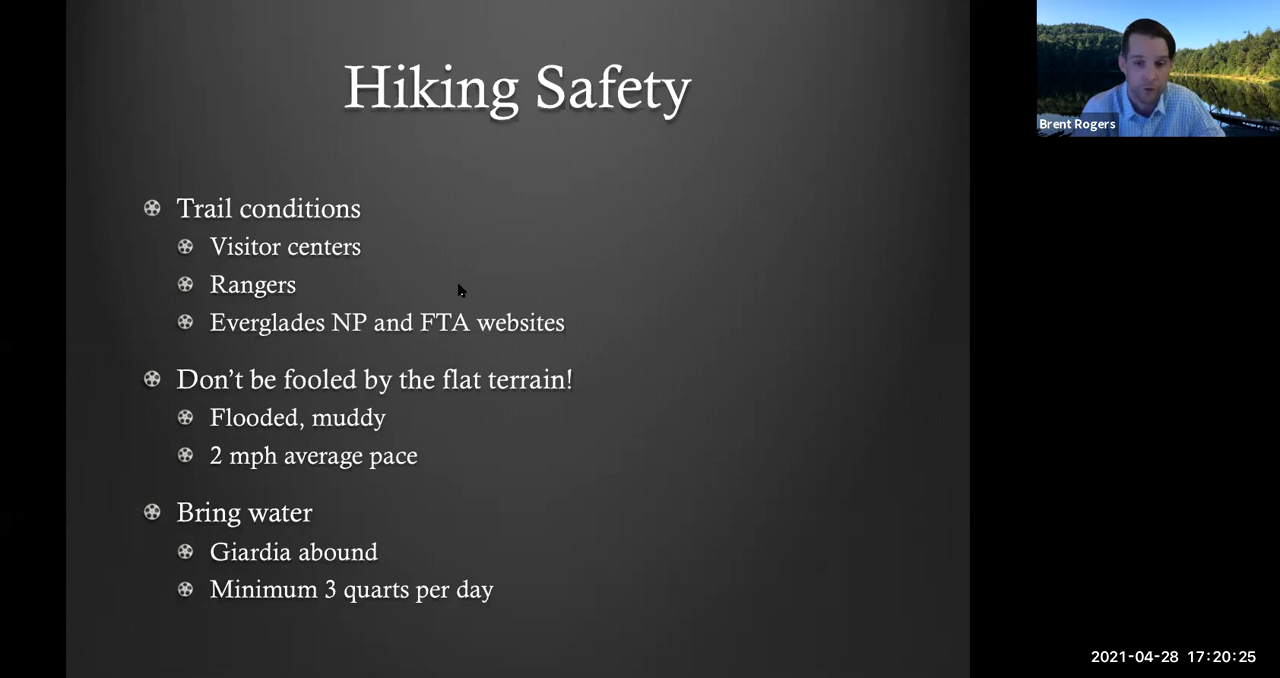 Hiking Safety
Trail conditions
Visitor centers
Rangers
Everglades NP and FTA websites
Don't be fooled by the flat terrain!
Flooded, muddy
2 mph average pace
Bring water
Giardia abound
Minimum 3 quarts per day
Brent Rogers
2021-04-28 17:20:25